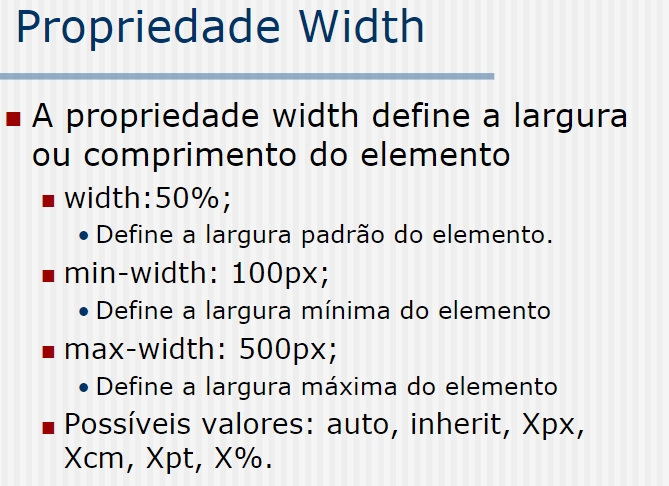 Propriedade Width
A propriedade width define a largura
ou comprimento do elemento
width:50%;
Define a largura padrão do elemento.
min-width: 100px;
Define a largura mínima do elemento
max-width: 500px;
Define a largura máxima do elemento
Possíveis valores: auto, inherit, Xpx,
Xcm, Xpt, X%.